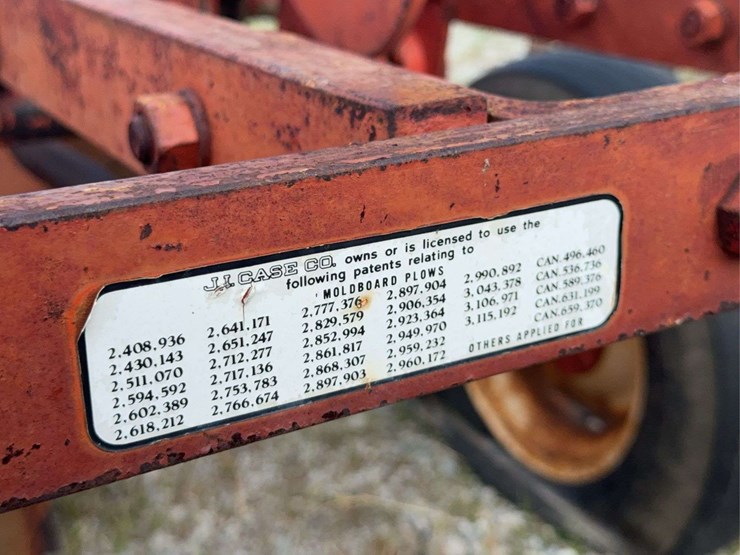 J.I. CASE CO. owns or is licensed to use the
following patents relating to
MOLDBOARD PLOWS
2.408.936 2.641.171 2.777.376 2.897.904 2.990.892 CAN.496.460
2.430.143 2.651.247 2.829.579 2.906.354 3.043.378 CAN.536.736
2.511.070 2.712.277 2.852.994 2.923.364 3.106.971 CAN.589.376
2.594.592 2.717.136 2.861.817 2.949.970 3.115.192 CAN.631.199
2.602.389 2.753.783 2.868.307 2.959.232 CAN.659.370
2.618.212 2.766.674 2.897.903 2.960.172 OTHERS APPLIED FOR